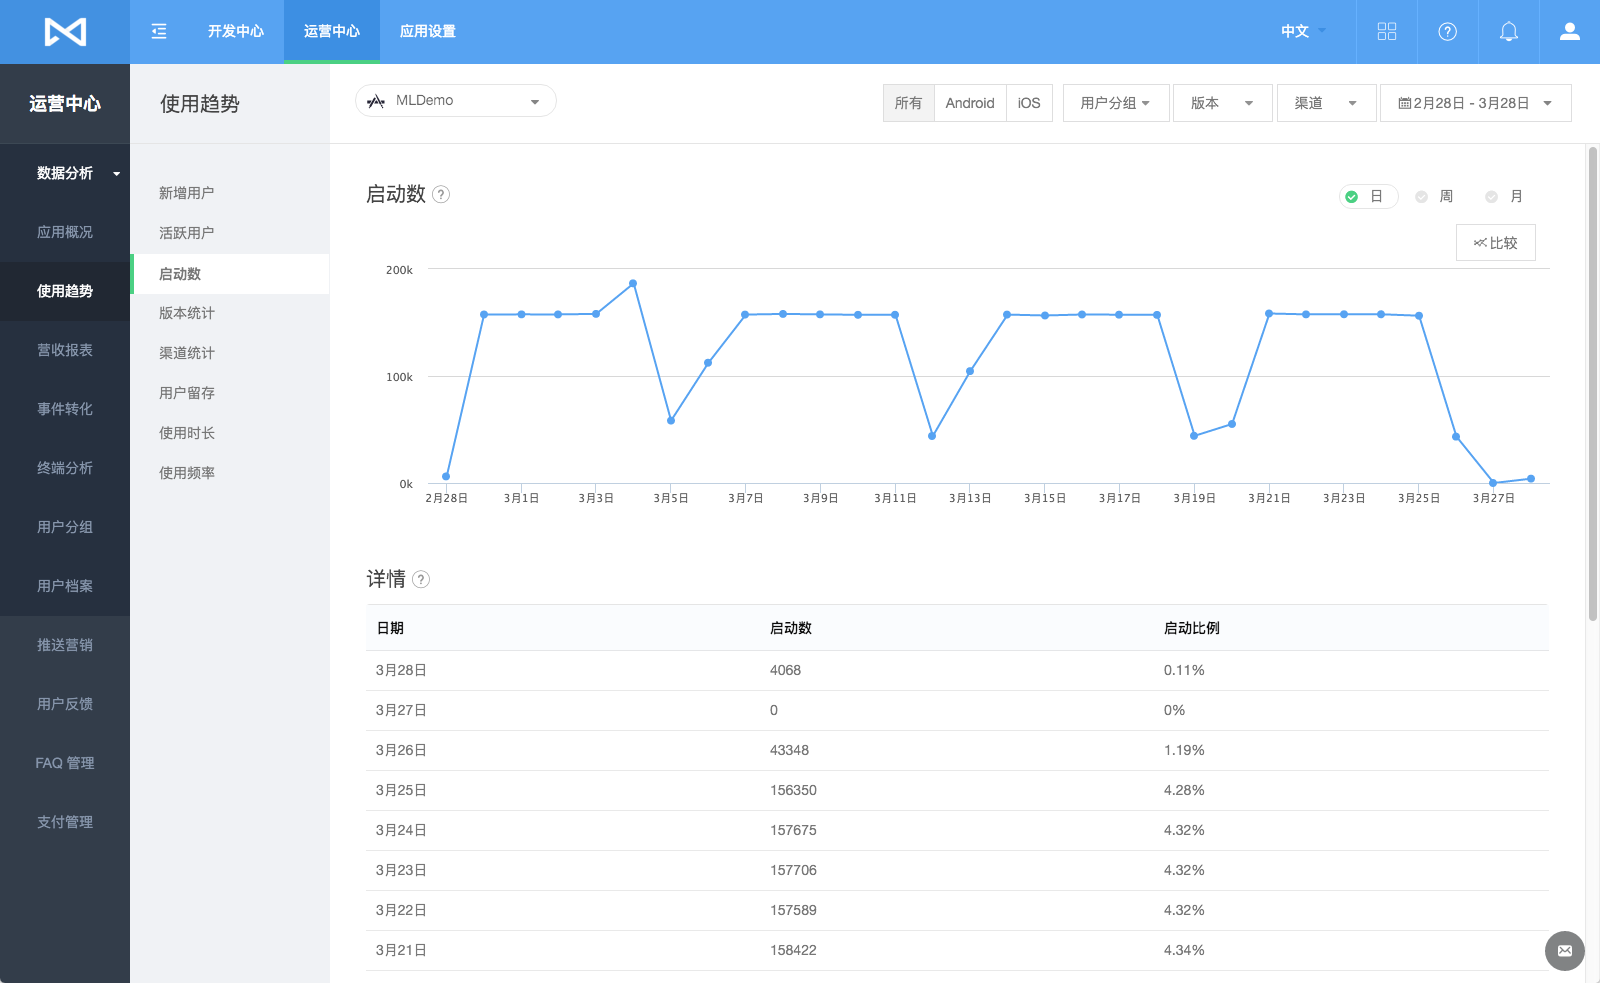 开发中心 运营中心 应用设置 中文
运营中心
使用趋势
MLDemo
所有 Android iOS 用户分组 版本 渠道 2月28日 - 3月28日
数据分析
应用概况
使用趋势
营收报表
事件转化
终端分析
用户分组
用户档案
推送营销
用户反馈
FAQ 管理
支付管理
新增用户
活跃用户
启动数
版本统计
渠道统计
用户留存
使用时长
使用频率
启动数 ?
日 周 月
比较
200k
100k
0k
2月28日 3月1日 3月3日 3月5日 3月7日 3月9日 3月11日 3月13日 3月15日 3月17日 3月19日 3月21日 3月23日 3月25日 3月27日
详情 ?
日期 启动数 启动比例
3月28日 4068 0.11%
3月27日 0 0%
3月26日 43348 1.19%
3月25日 156350 4.28%
3月24日 157675 4.32%
3月23日 157706 4.32%
3月22日 157589 4.32%
3月21日 158422 4.34%